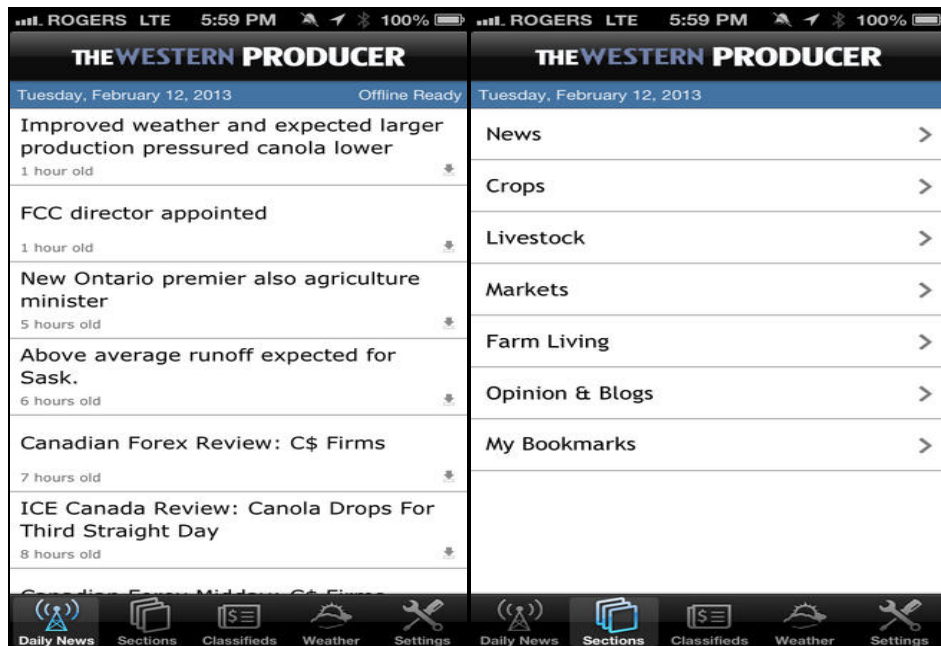 ROGERS LTE 5:59 PM 100%
THE WESTERN PRODUCER
Tuesday, February 12, 2013 Offline Ready
Improved weather and expected larger
production pressured canola lower
1 hour old
FCC director appointed
1 hour old
New Ontario premier also agriculture
minister
5 hours old
Above average runoff expected for
Sask.
6 hours old
Canadian Forex Review: C$ Firms
7 hours old
ICE Canada Review: Canola Drops For
Third Straight Day
8 hours old
Canadian Forex Midday: C$ Firms
Daily News Sections Classifieds Weather Settings
ROGERS LTE 5:59 PM 100%
THE WESTERN PRODUCER
Tuesday, February 12, 2013
News
Crops
Livestock
Markets
Farm Living
Opinion & Blogs
My Bookmarks
Daily News Sections Classifieds Weather Settings